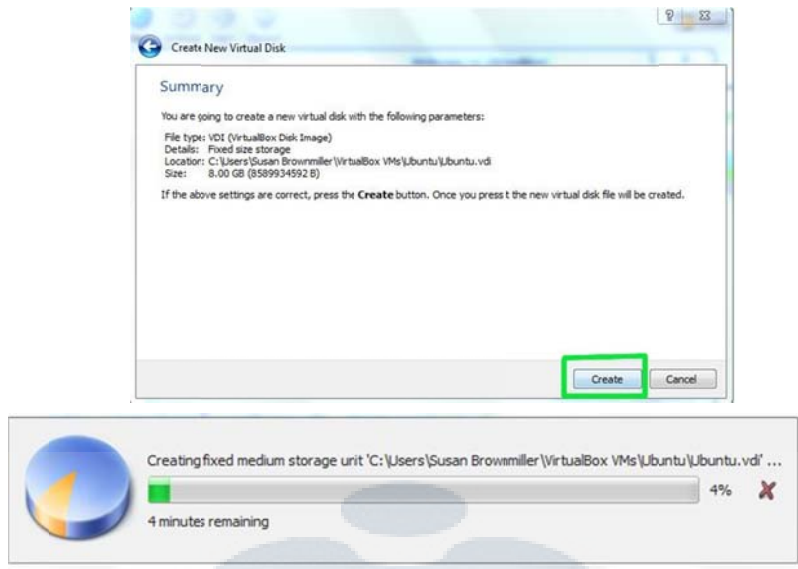 Create New Virtual Disk
Summary
You are going to create a new virtual disk with the following parameters:
File type: VDI (VirtualBox Disk Image)
Details: Fixed size storage
Location: C:\Users\Susan Brownmiller\VirtualBox VMs\Ubuntu\Ubuntu.vdi
Size: 8.00 GB (8589934592 B)
If the above settings are correct, press the Create button. Once you press t the new virtual disk file will be created.
Create Cancel
Creating fixed medium storage unit 'C:\Users\Susan Brownmiller\VirtualBox VMs\Ubuntu\Ubuntu.vdi' ...
4%
4 minutes remaining